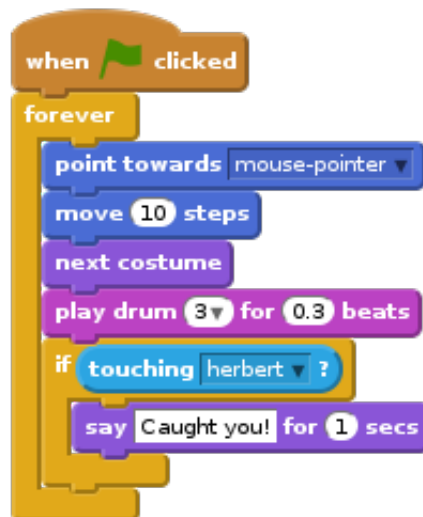 when clicked
forever
point towards mouse-pointer
move 10 steps
next costume
play drum 3 for 0.3 beats
if touching herbert ?
say Caught you! for 1 secs